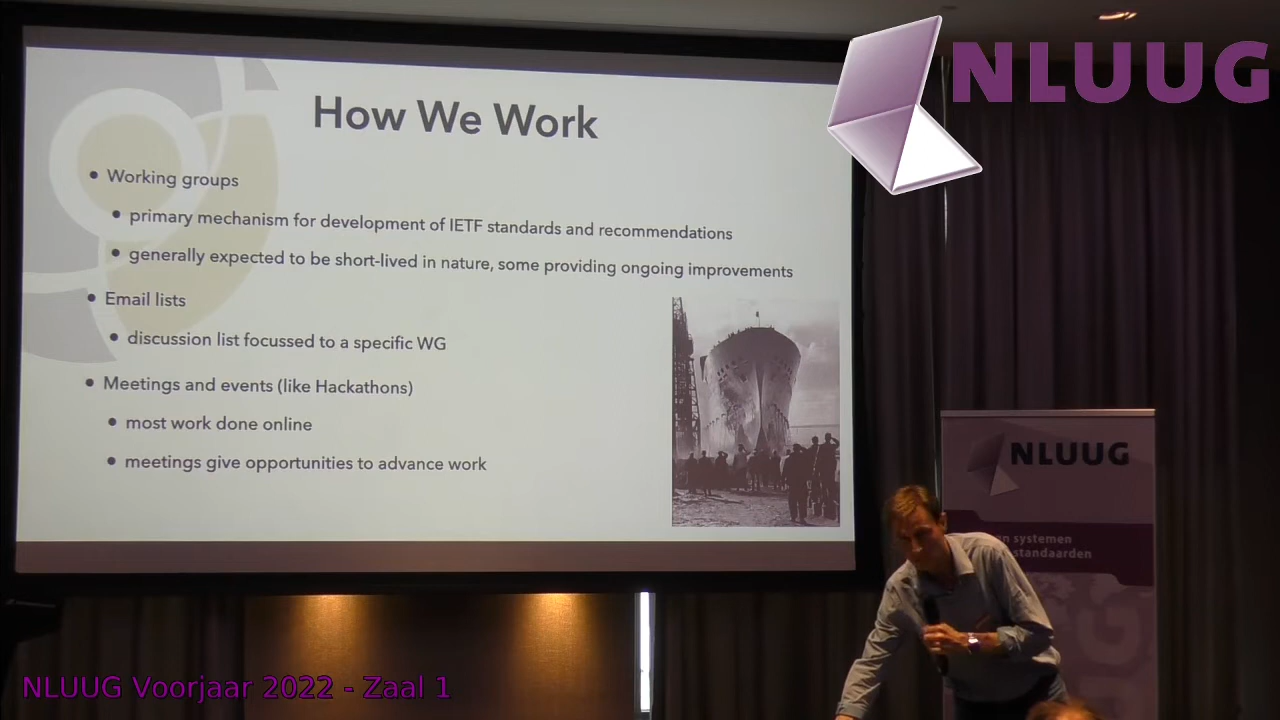 NLUUG
How We Work
• Working groups
• primary mechanism for development of IETF standards and recommendations
• generally expected to be short-lived in nature, some providing ongoing improvements
• Email lists
• discussion list focussed to a specific WG
• Meetings and events (like Hackathons)
• most work done online
• meetings give opportunities to advance work
NLUUG
systemen
standaarden
NLUUG Voorjaar 2022 - Zaal 1